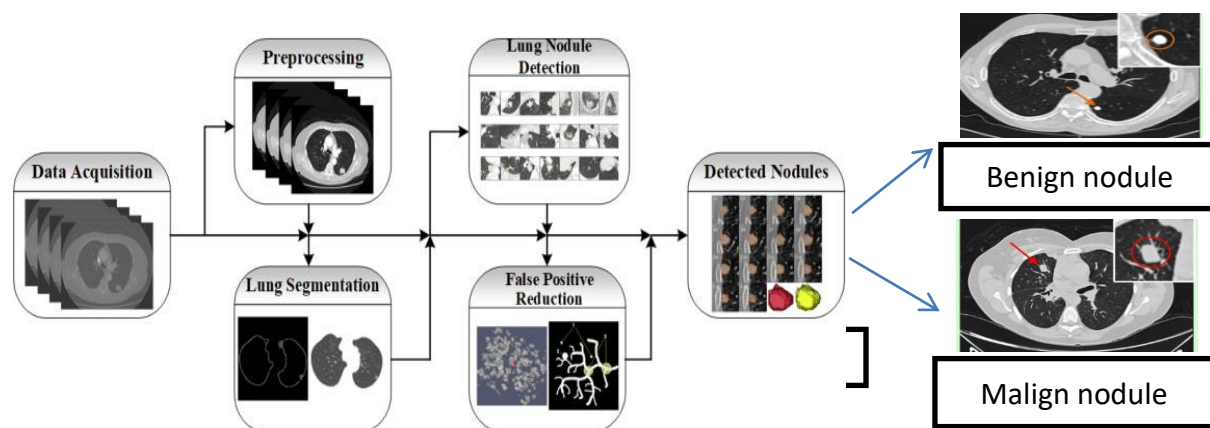 Data Acquisition
Preprocessing
Lung Segmentation
Lung Nodule
Detection
False Positive
Reduction
Detected Nodules
Benign nodule
Malign nodule